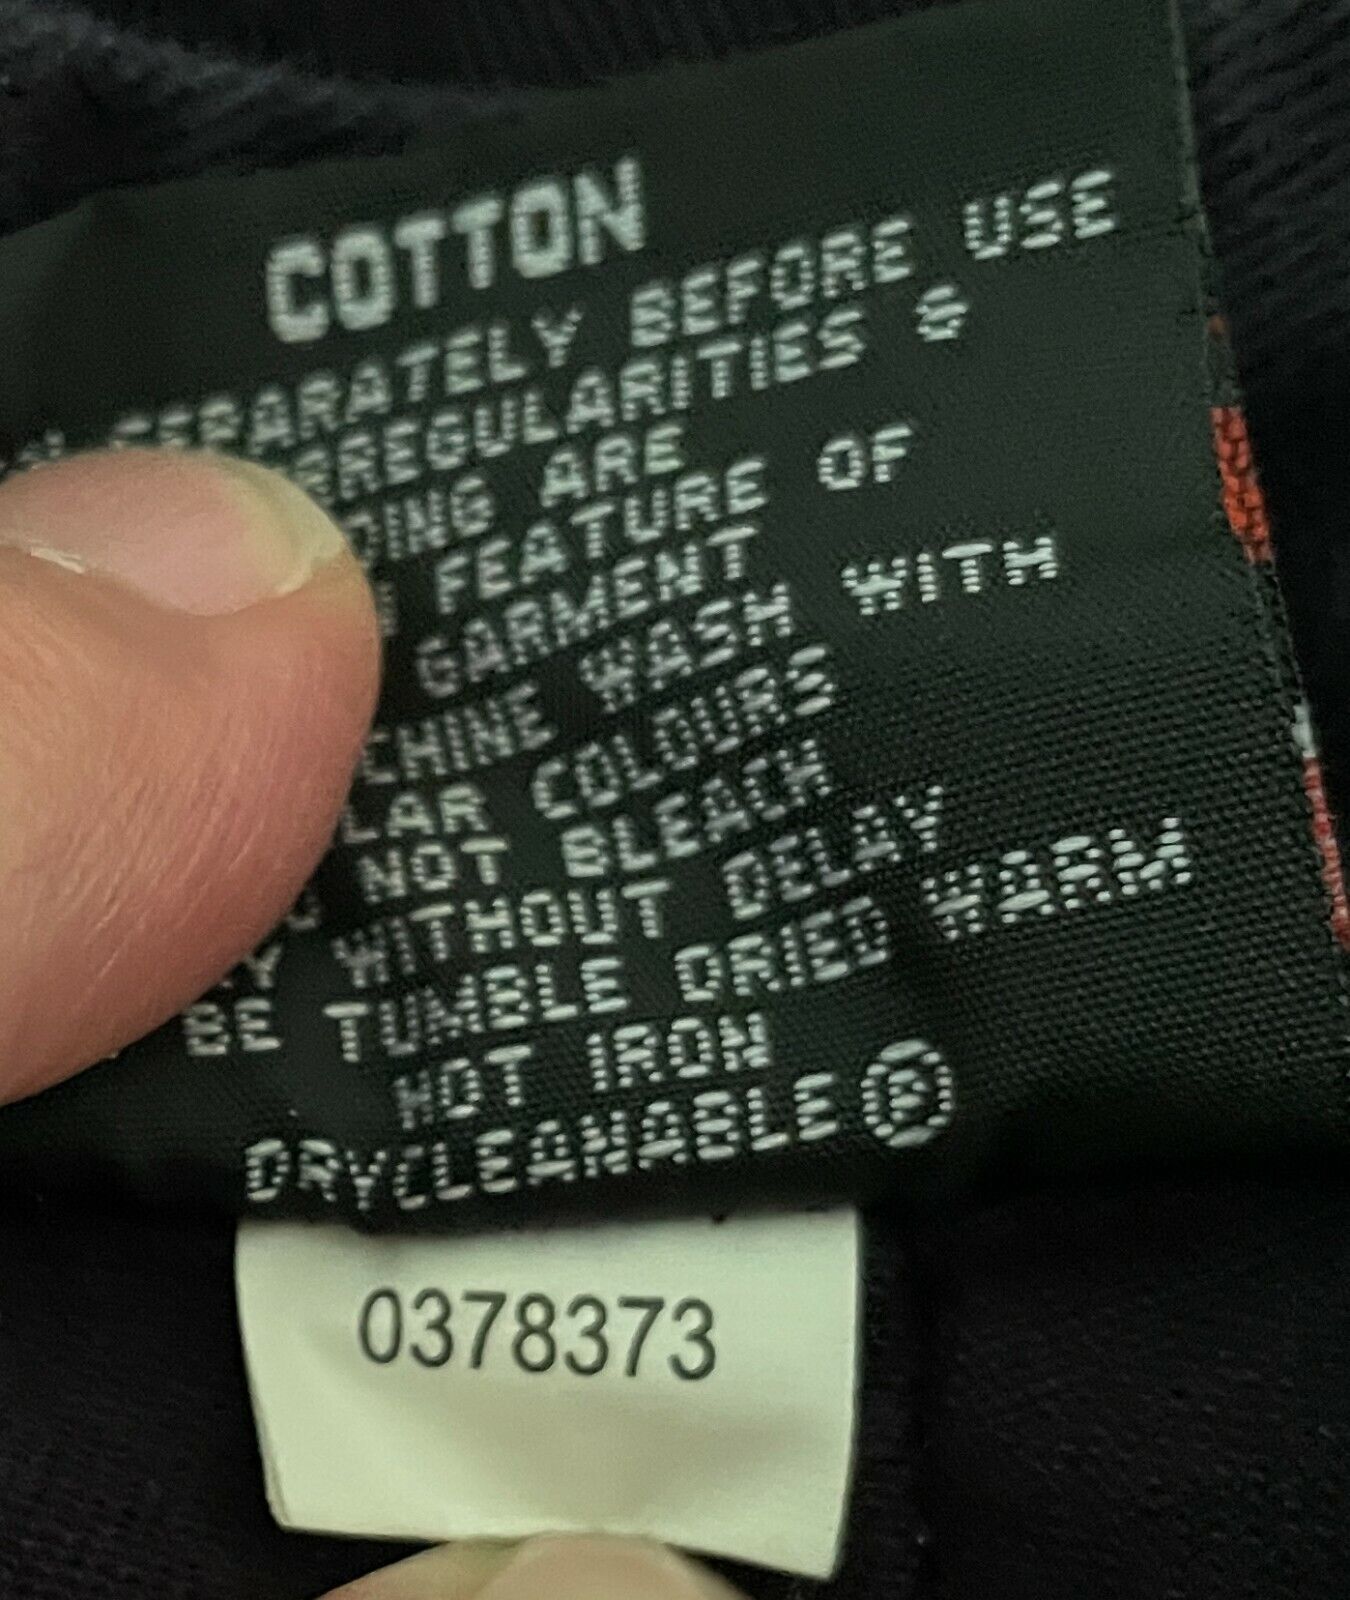 COTTON
SEPARATELY BEFORE USE
RREGULARITIES &
DING ARE
FEATURE OF
GARMENT
CHINE WASH WITH
LAR COLOURS
NOT BLEACH
Y WITHOUT DELAY
BE TUMBLE DRIED WARM
HOT IRON
DRYCLEANABLE Ⓟ
0378373